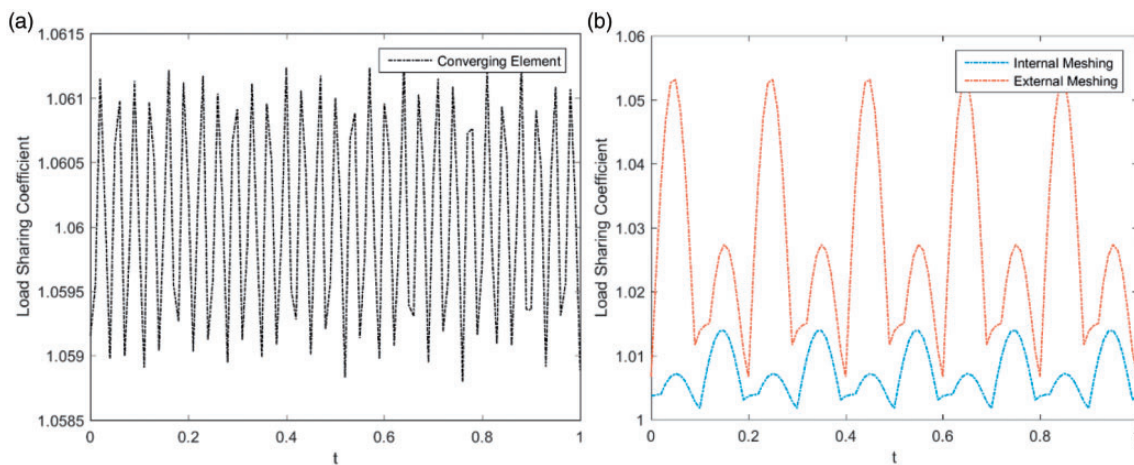 (a)
1.0615
1.061
1.0605
1.06
1.0595
1.059
1.0585
Load Sharing Coefficient
Converging Element
0 0.2 0.4 0.6 0.8 1
t
(b)
1.06
1.05
1.04
1.03
1.02
1.01
1
Load Sharing Coefficient
Internal Meshing
External Meshing
0 0.2 0.4 0.6 0.8 1
t